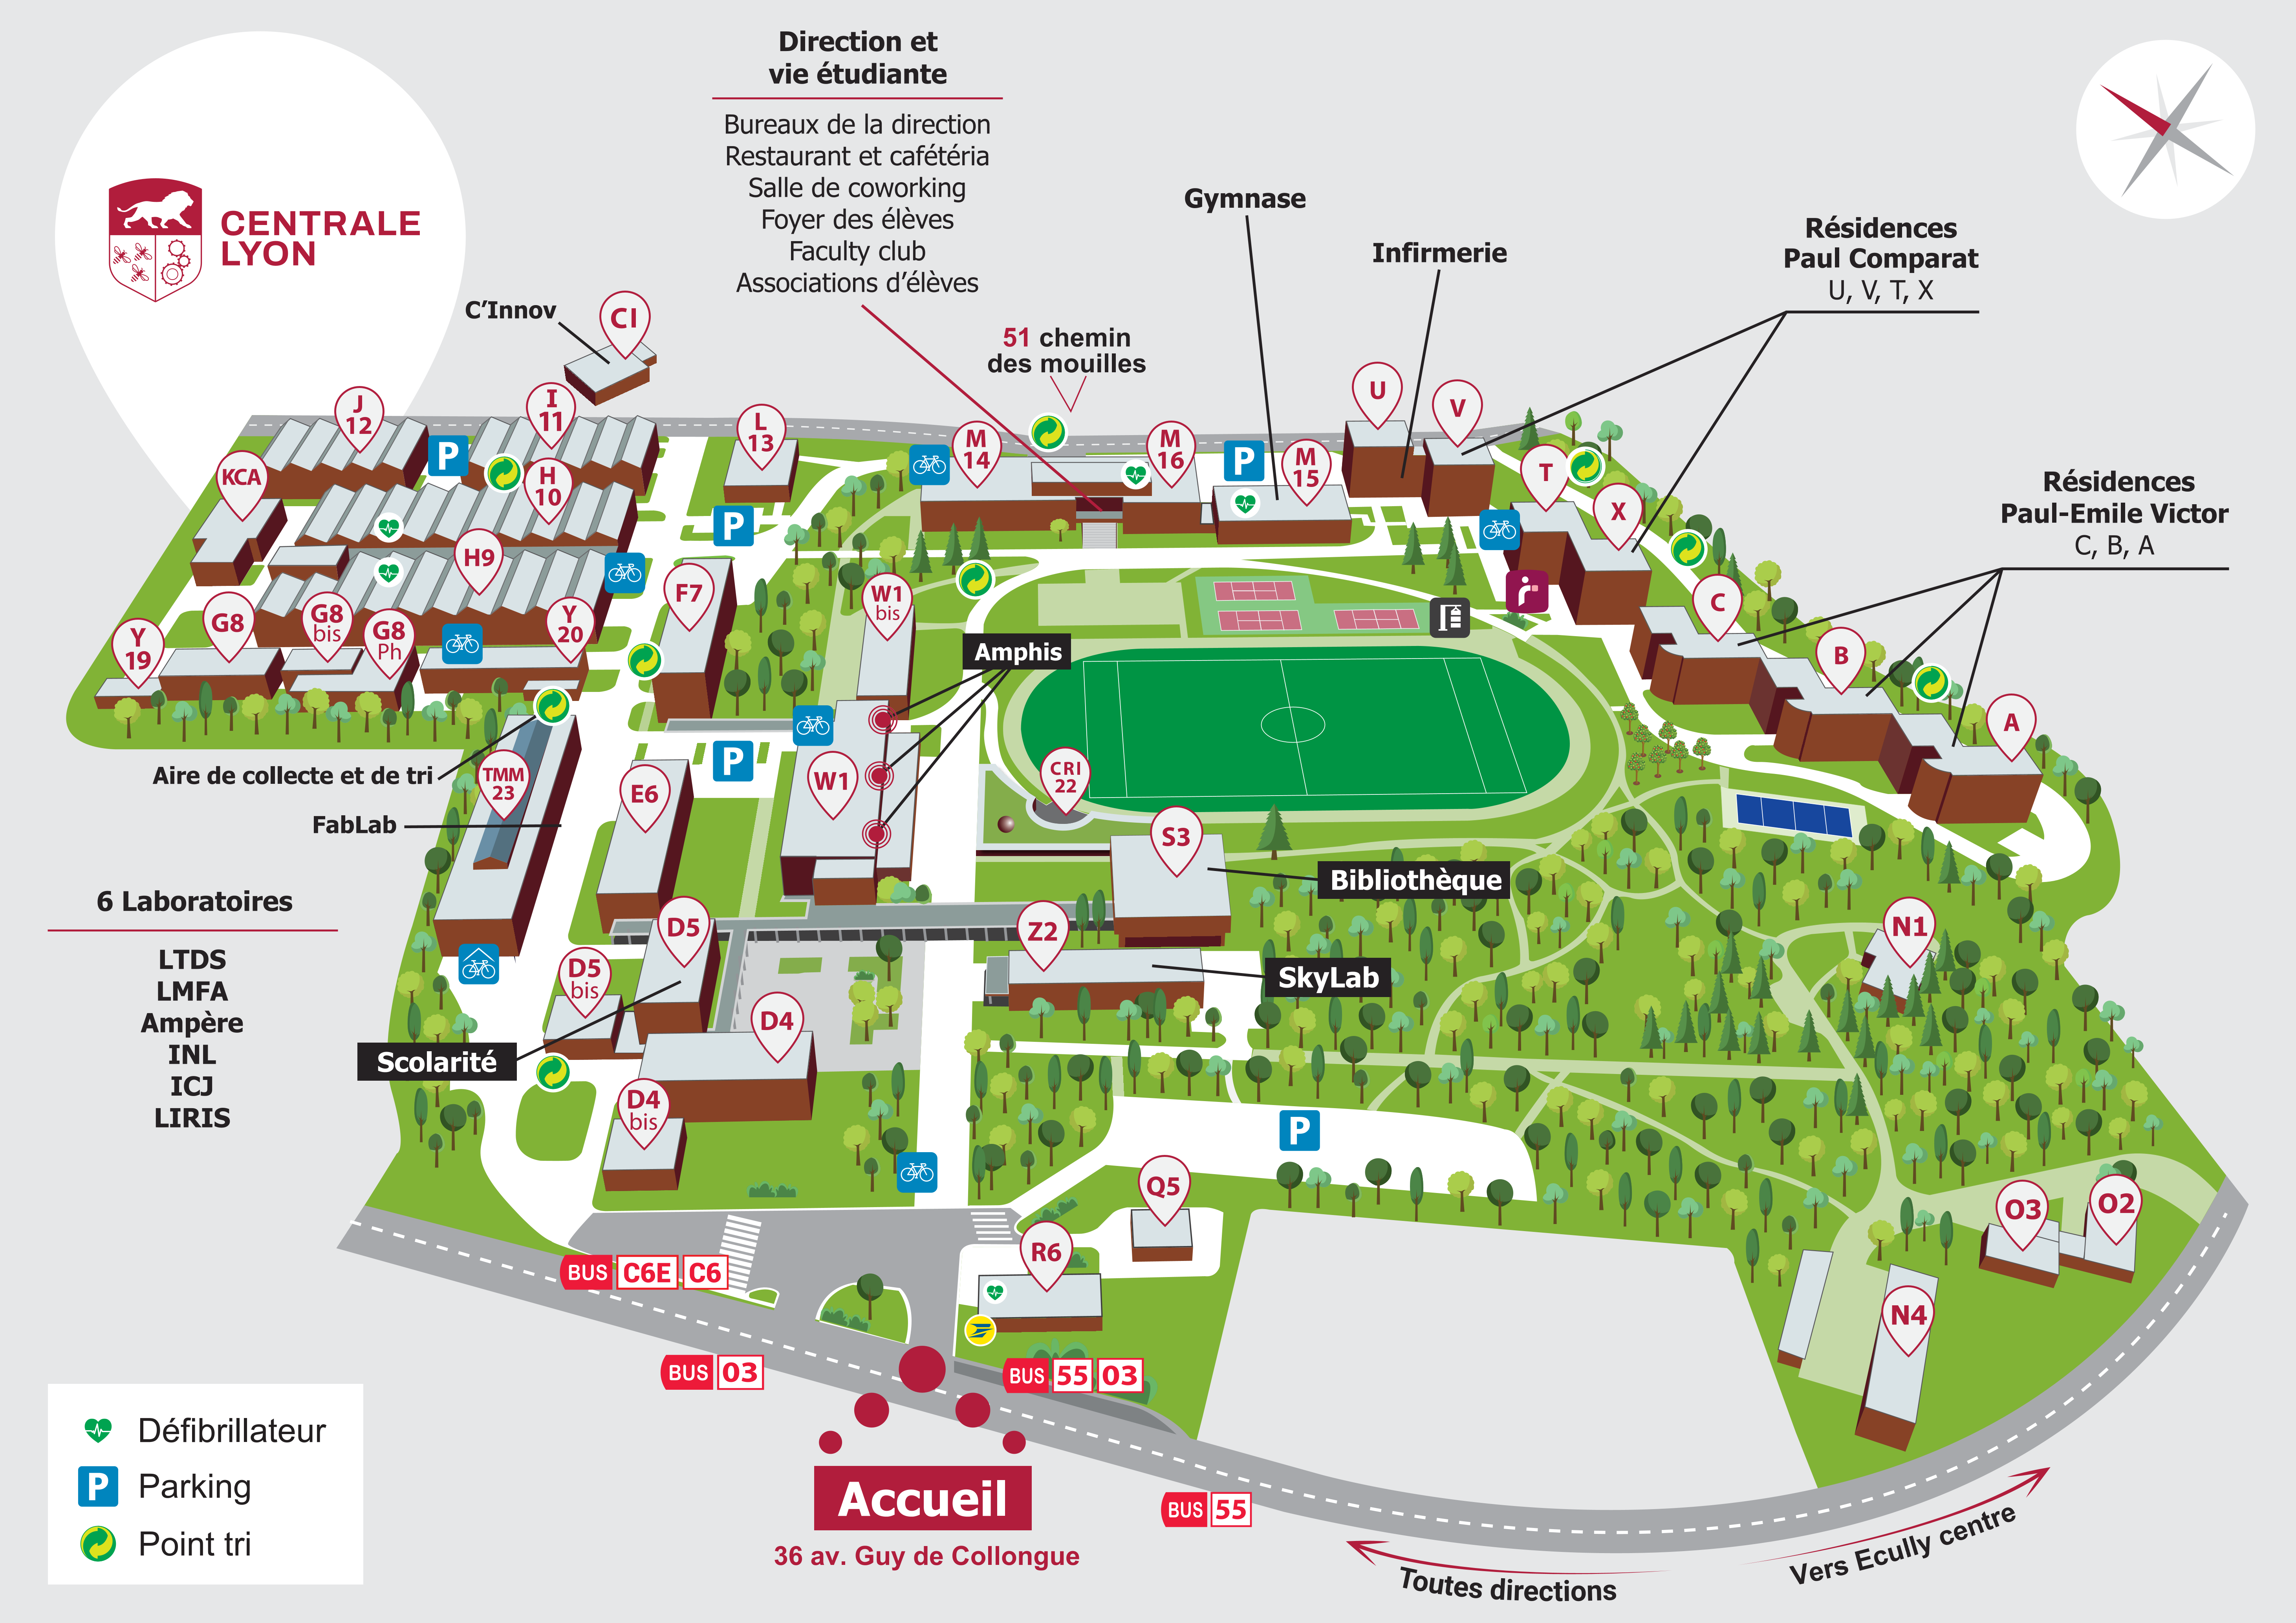 Direction et
vie étudiante
Bureaux de la direction
Restaurant et cafétéria
Salle de coworking
Foyer des élèves
Faculty club
Associations d'élèves
CENTRALE
LYON
Gymnase
Infirmerie
Résidences
Paul Comparat
U, V, T, X
C'Innov
CI
51 chemin
des mouilles
Résidences
Paul-Emile Victor
C, B, A
J
12
I
11
L
13
M
14
M
16
M
15
U
V
T
X
KCA
P
H
10
P
P
H9
F7
W1
bis
C
B
A
Y
19
G8
G8
bis
G8
Ph
Y
20
Amphis
Aire de collecte et de tri
TMM
23
E6
P
W1
CRI
22
FabLab
S3
Bibliothèque
6 Laboratoires
LTDS
LMFA
Ampère
INL
ICJ
LIRIS
D5
D5
bis
Z2
SkyLab
N1
D4
Scolarité
D4
bis
P
Q5
R6
O3
O2
N4
BUS C6E C6
BUS 03
BUS 55 03
BUS 55
Accueil
36 av. Guy de Collongue
Toutes directions
Vers Ecully centre
Défibrillateur
P Parking
Point tri